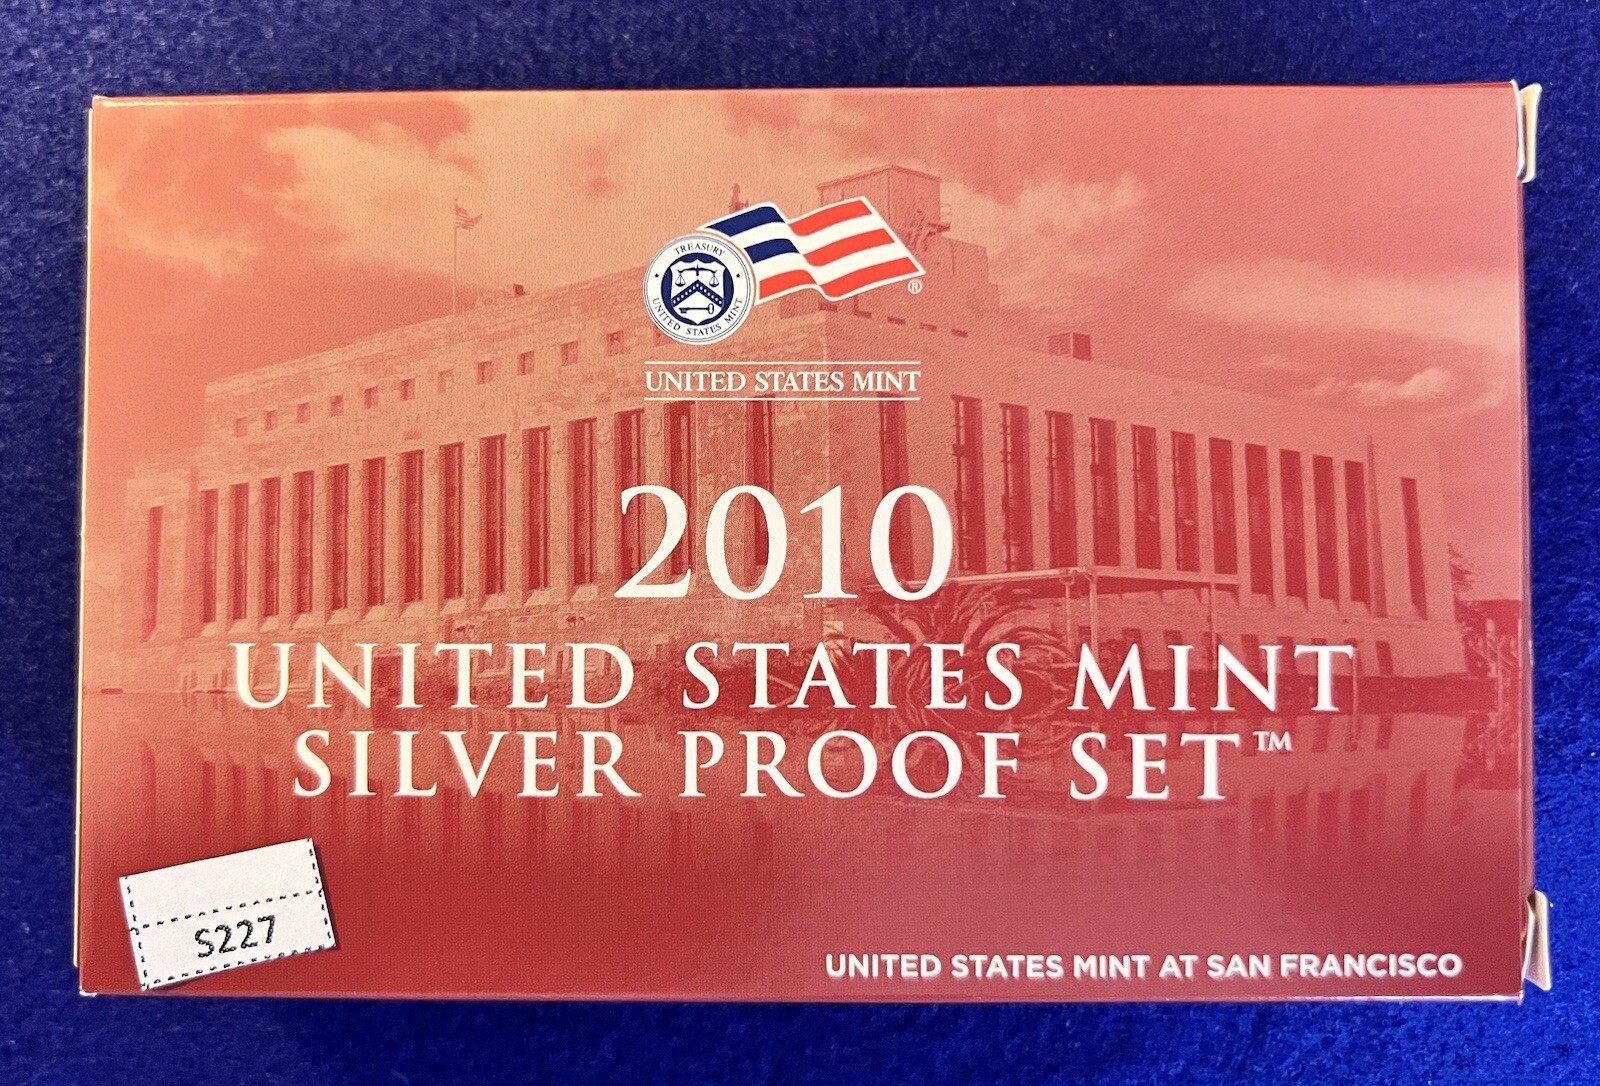 TREASURY
UNITED STATES MINT
®
UNITED STATES MINT
2010
UNITED STATES MINT
SILVER PROOF SET™
S227
UNITED STATES MINT AT SAN FRANCISCO